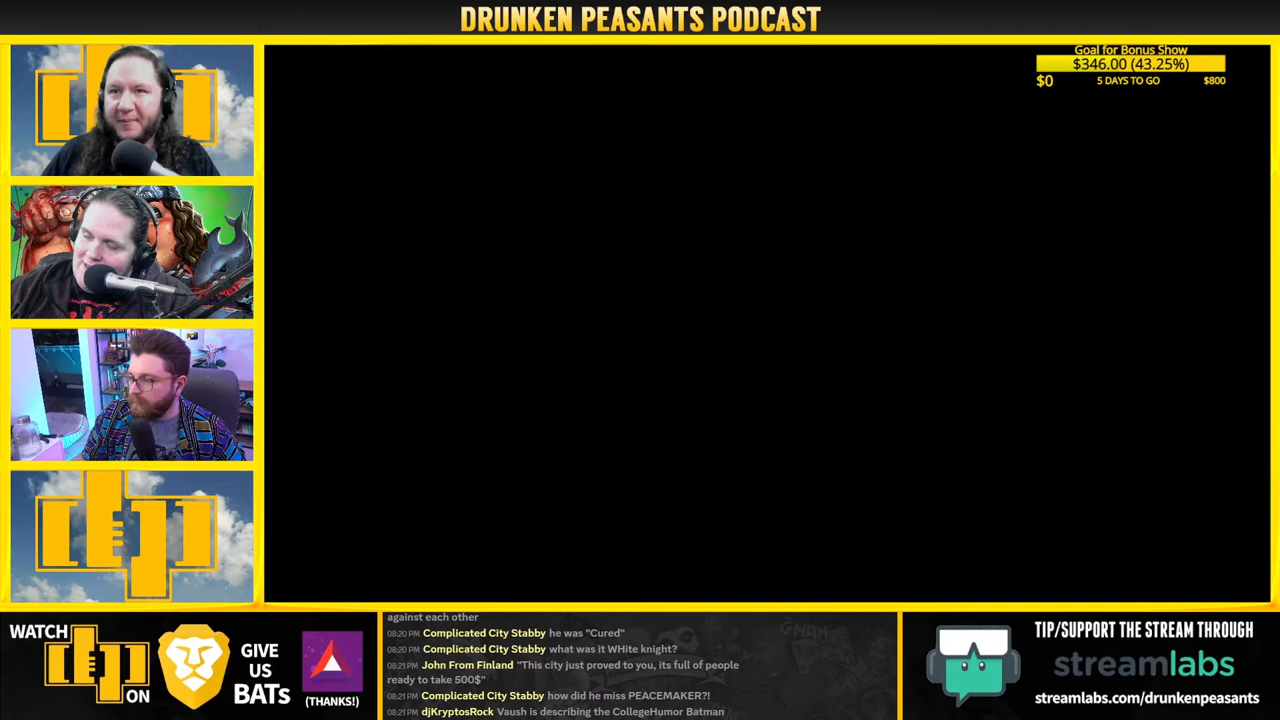 DRUNKEN PEASANTS PODCAST
Goal for Bonus Show
$346.00 (43.25%)
$0
5 DAYS TO GO
$800
WATCH
ON
GIVE
US
BATs
(THANKS!)
against each other
08:20 PM Complicated City Stabby he was "Cured"
08:20 PM Complicated City Stabby what was it WHite knight?
08:21 PM John From Finland "This city just proved to you, its full of people
ready to take 500$"
08:21 PM Complicated City Stabby how did he miss PEACEMAKER?!
08:21 PM djKryptosRock Vaush is describing the CollegeHumor Batman
TIP/SUPPORT THE STREAM THROUGH
streamlabs
streamlabs.com/drunkenpeasants